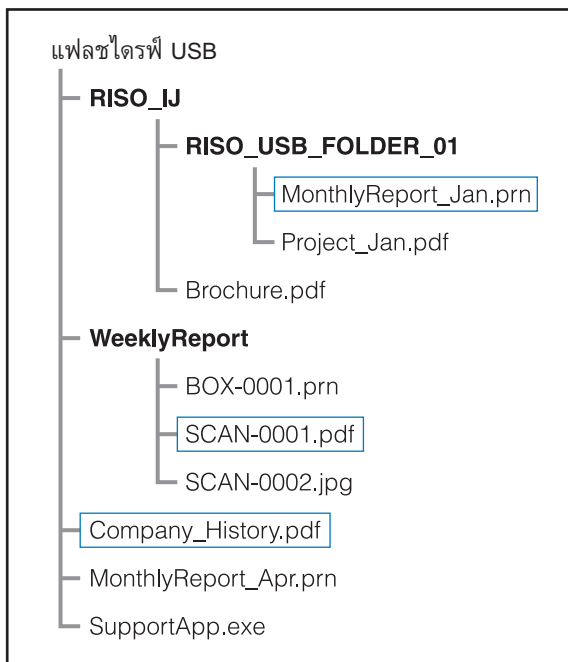 แฟลชไดรฟ์ USB
RISO_IJ
RISO_USB_FOLDER_01
MonthlyReport_Jan.prn
Project_Jan.pdf
Brochure.pdf
WeeklyReport
BOX-0001.prn
SCAN-0001.pdf
SCAN-0002.jpg
Company_History.pdf
MonthlyReport_Apr.prn
SupportApp.exe